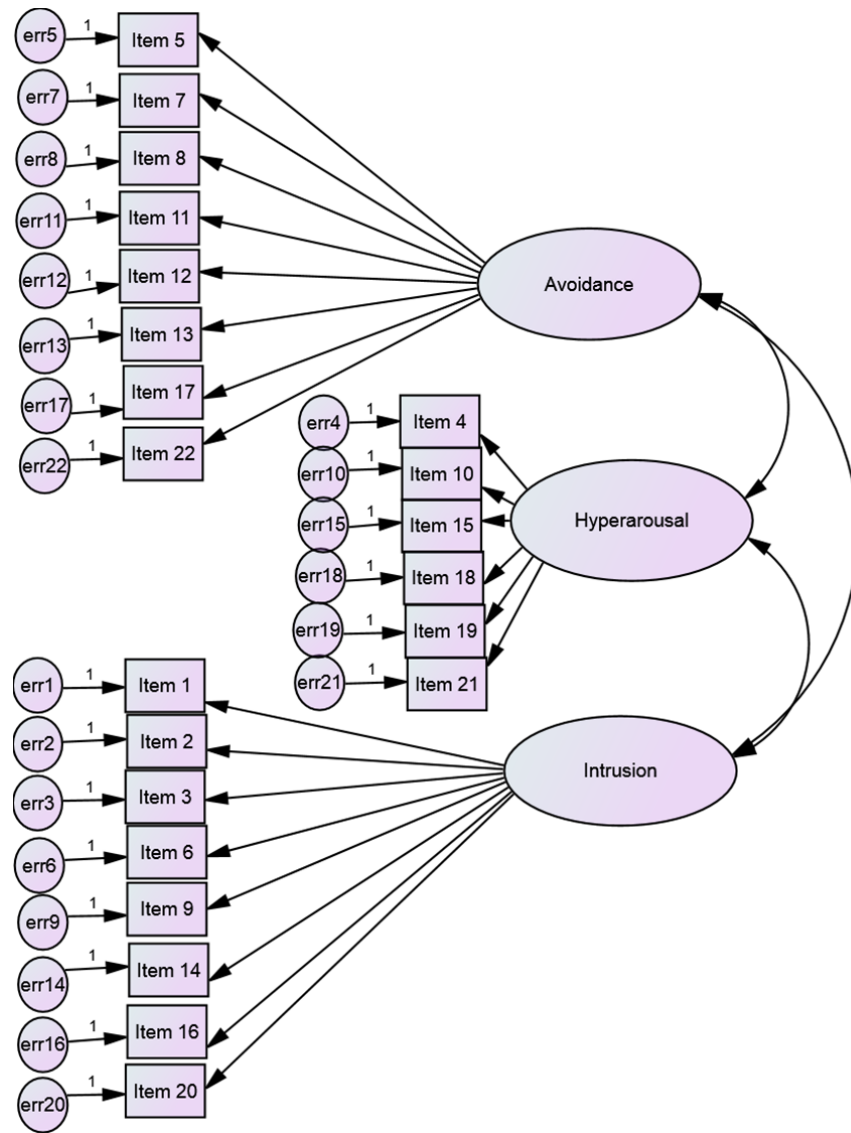 err5 1 Item 5
err7 1 Item 7
err8 1 Item 8
err11 1 Item 11
err12 1 Item 12
err13 1 Item 13
err17 1 Item 17
err22 1 Item 22
Avoidance
err4 1 Item 4
err10 1 Item 10
err15 1 Item 15
err18 1 Item 18
err19 1 Item 19
err21 1 Item 21
Hyperarousal
err1 1 Item 1
err2 1 Item 2
err3 1 Item 3
err6 1 Item 6
err9 1 Item 9
err14 1 Item 14
err16 1 Item 16
err20 1 Item 20
Intrusion